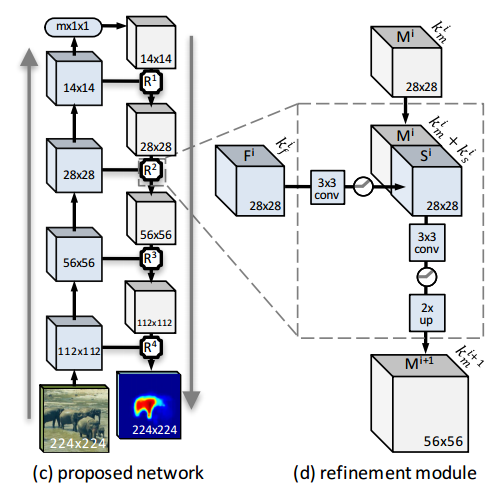 mx1x1
14x14
14x14
R1
28x28
28x28
R2
56x56
56x56
R3
112x112
112x112
R4
224x224
224x224
(c) proposed network
Mi
kim
28x28
Fi
kif
28x28
3x3
conv
Mi
kim + kis
Si
28x28
3x3
conv
2x
up
Mi+1
ki+1m
56x56
(d) refinement module